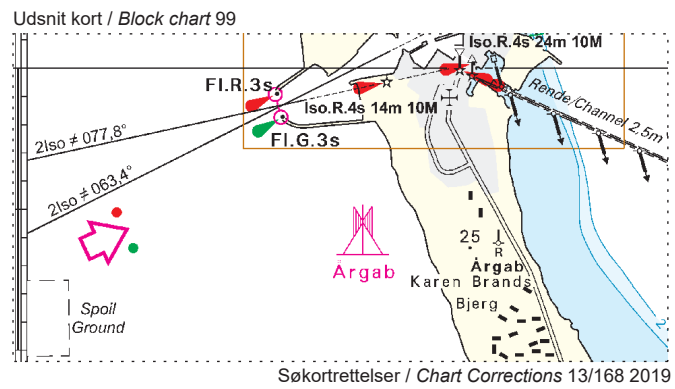 Udsnit kort / Block chart 99
Iso.R.4s 24m 10M
Fl.R.3s
Iso.R.4s 14m 10M
Rende/Channel 2.5m
Fl.G.3s
2Iso ≠ 077,8°
2Iso ≠ 063,4°
25
R
Årgab
Årgab
Karen Brands
Bjerg
Spoil
Ground
2
Søkortrettelser / Chart Corrections 13/168 2019